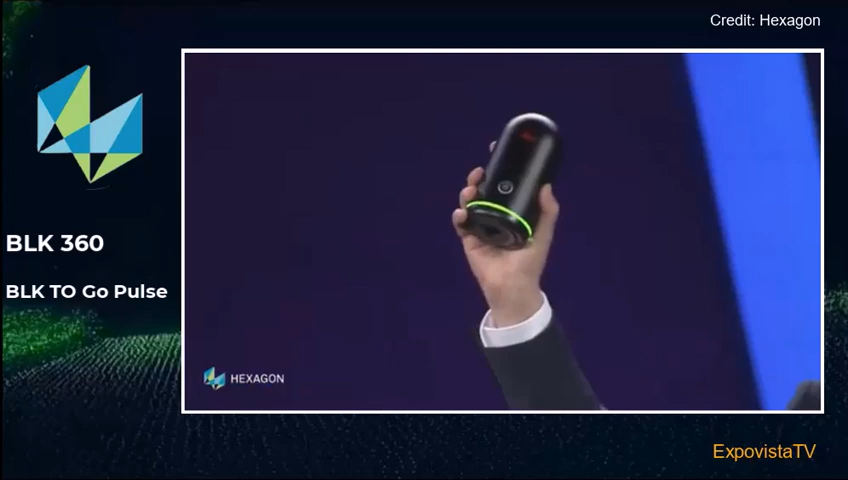 Credit: Hexagon
BLK 360
BLK TO Go Pulse
HEXAGON
ExpovistaTV